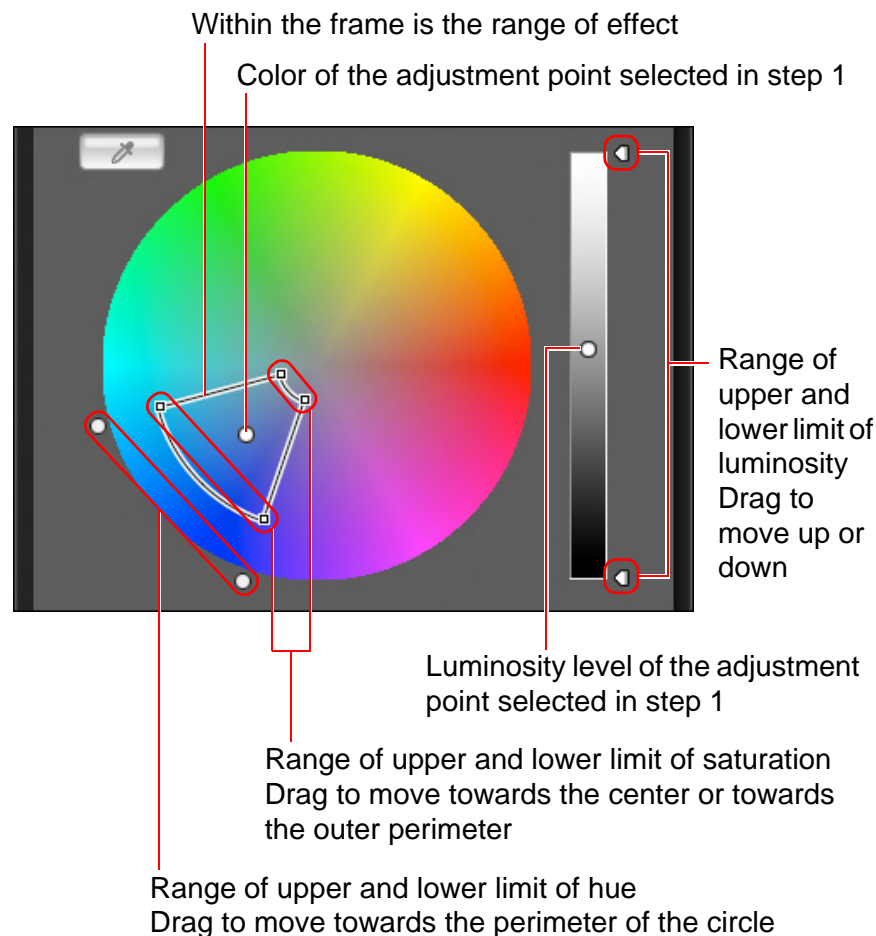 Within the frame is the range of effect
Color of the adjustment point selected in step 1
Range of
upper and
lower limit of
luminosity
Drag to
move up or
down
Luminosity level of the adjustment
point selected in step 1
Range of upper and lower limit of saturation
Drag to move towards the center or towards
the outer perimeter
Range of upper and lower limit of hue
Drag to move towards the perimeter of the circle